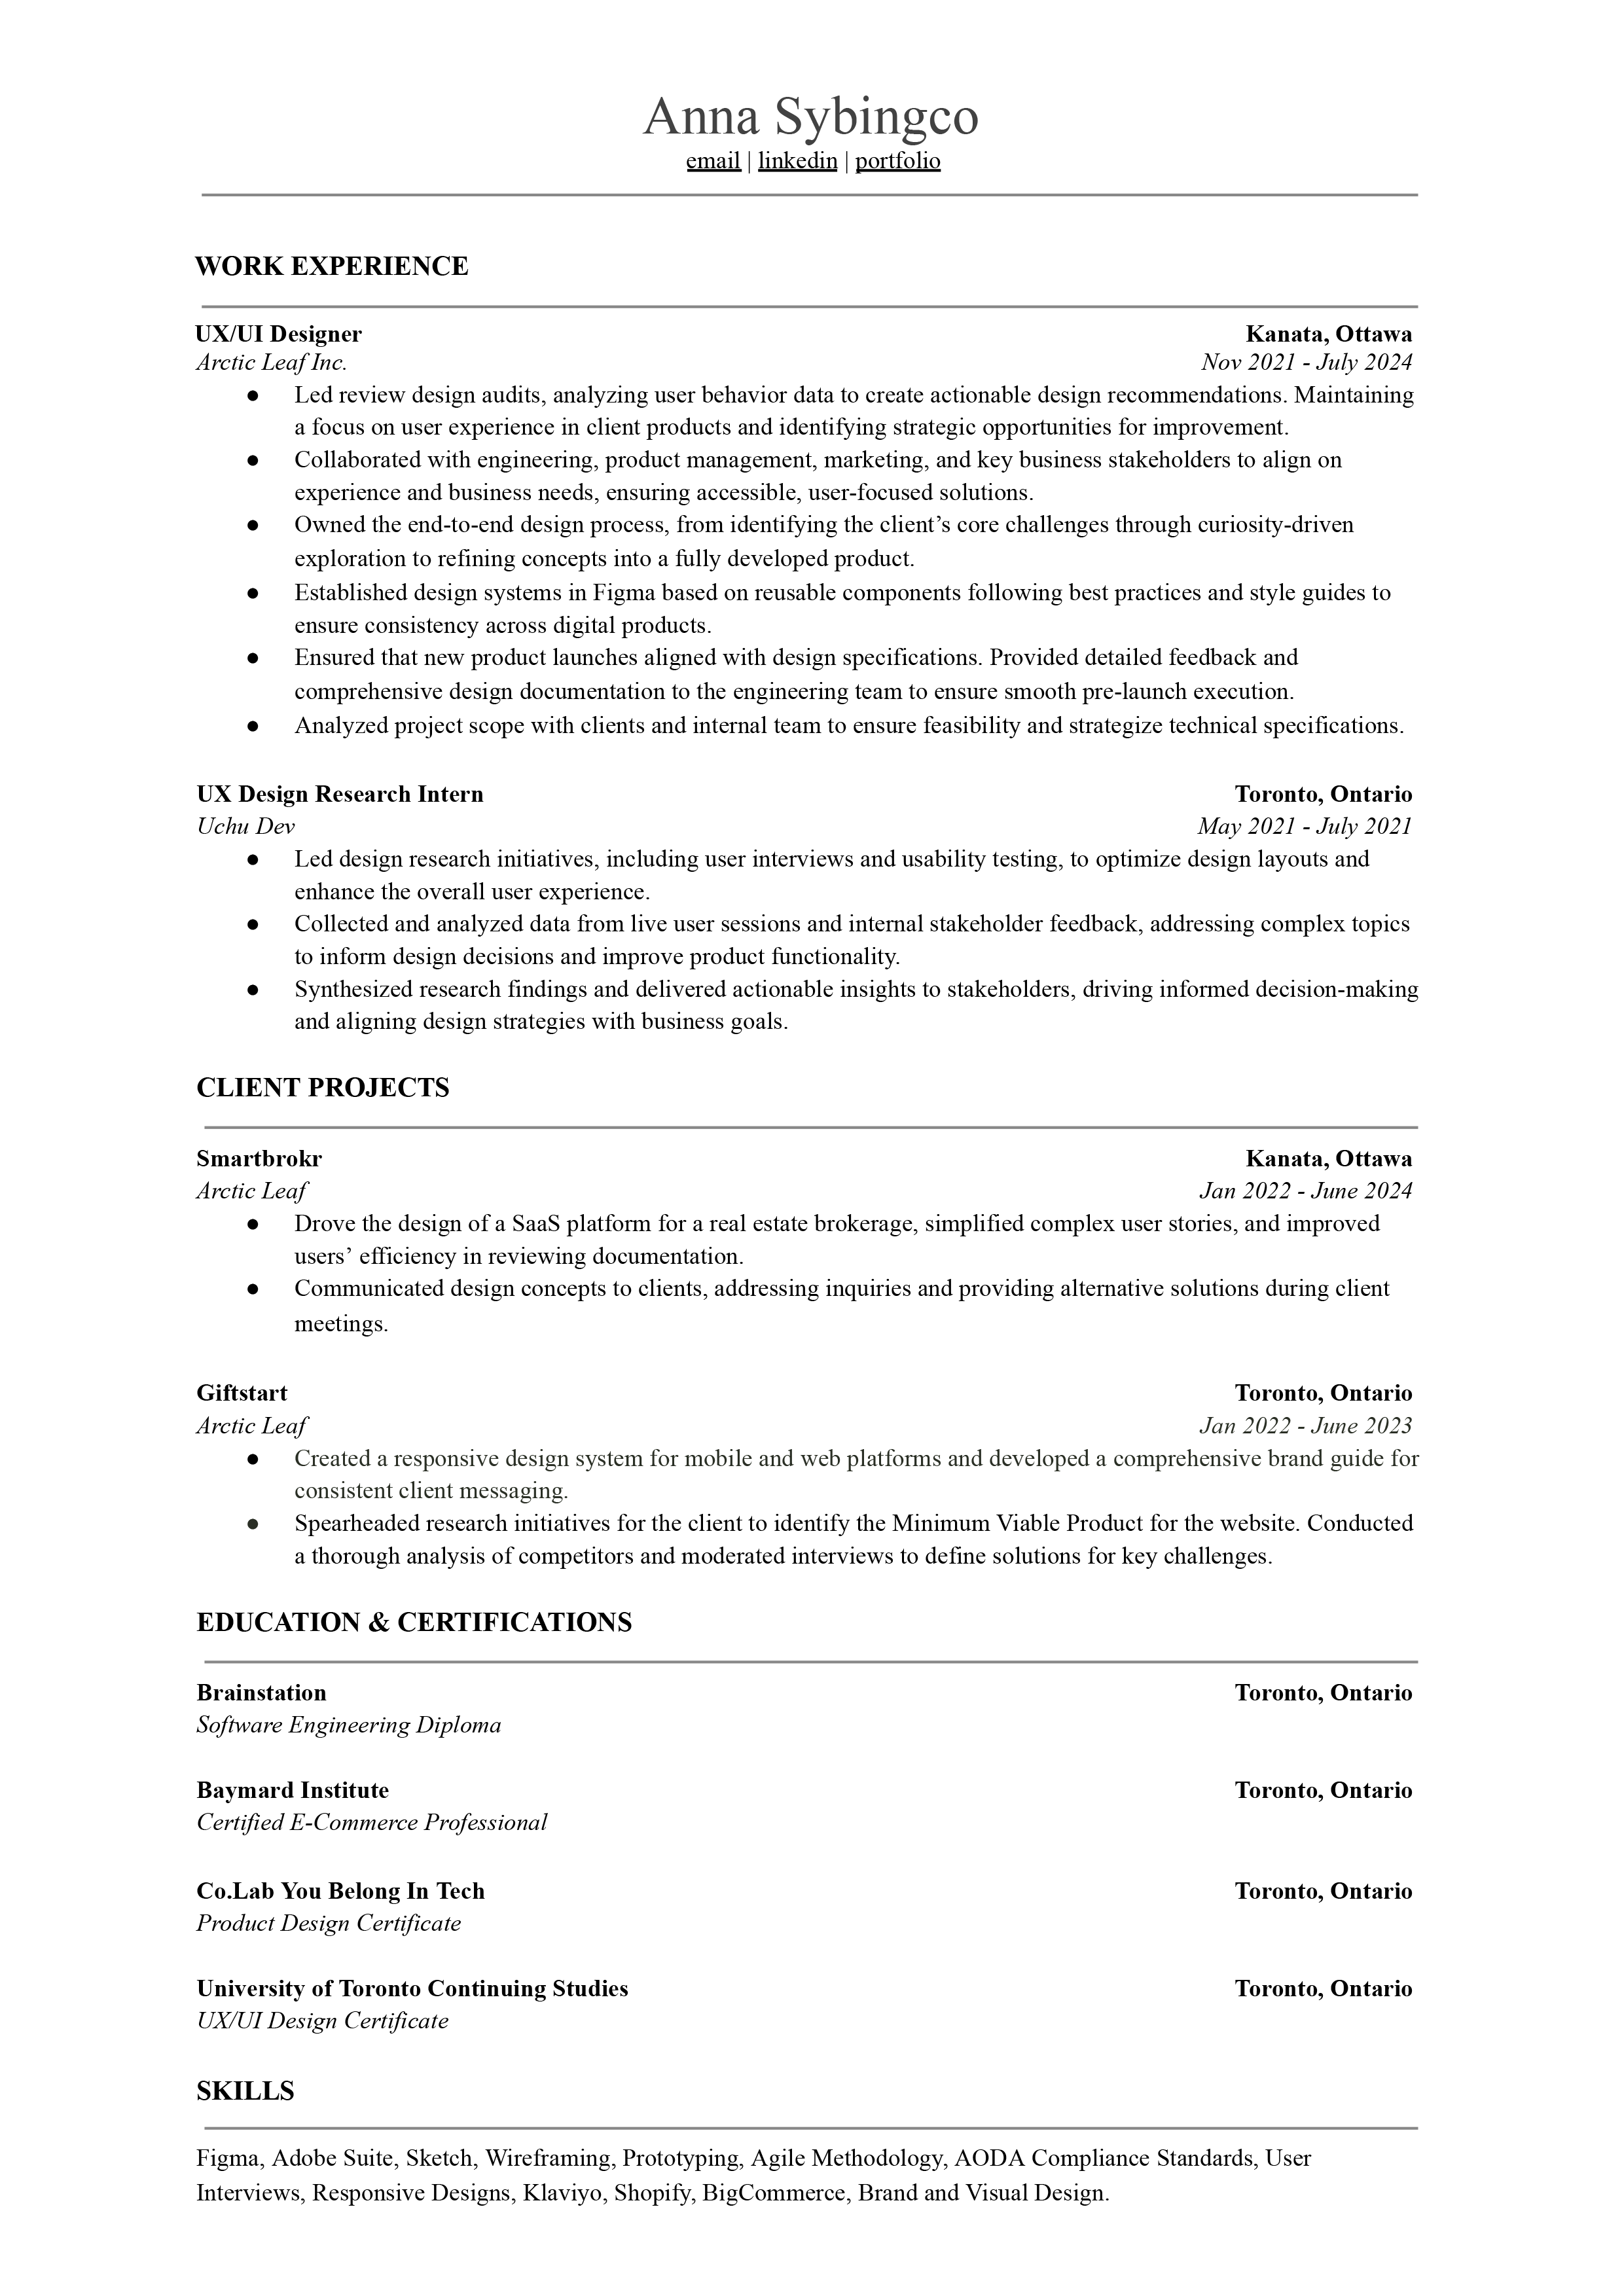 Anna Sybingco
email | linkedin | portfolio
WORK EXPERIENCE
UX/UI Designer Kanata, Ottawa
Arctic Leaf Inc. Nov 2021 - July 2024
● Led review design audits, analyzing user behavior data to create actionable design recommendations. Maintaining
a focus on user experience in client products and identifying strategic opportunities for improvement.
● Collaborated with engineering, product management, marketing, and key business stakeholders to align on
experience and business needs, ensuring accessible, user-focused solutions.
● Owned the end-to-end design process, from identifying the client’s core challenges through curiosity-driven
exploration to refining concepts into a fully developed product.
● Established design systems in Figma based on reusable components following best practices and style guides to
ensure consistency across digital products.
● Ensured that new product launches aligned with design specifications. Provided detailed feedback and
comprehensive design documentation to the engineering team to ensure smooth pre-launch execution.
● Analyzed project scope with clients and internal team to ensure feasibility and strategize technical specifications.
UX Design Research Intern Toronto, Ontario
Uchu Dev May 2021 - July 2021
● Led design research initiatives, including user interviews and usability testing, to optimize design layouts and
enhance the overall user experience.
● Collected and analyzed data from live user sessions and internal stakeholder feedback, addressing complex topics
to inform design decisions and improve product functionality.
● Synthesized research findings and delivered actionable insights to stakeholders, driving informed decision-making
and aligning design strategies with business goals.
CLIENT PROJECTS
Smartbrokr Kanata, Ottawa
Arctic Leaf Jan 2022 - June 2024
● Drove the design of a SaaS platform for a real estate brokerage, simplified complex user stories, and improved
users’ efficiency in reviewing documentation.
● Communicated design concepts to clients, addressing inquiries and providing alternative solutions during client
meetings.
Giftstart Toronto, Ontario
Arctic Leaf Jan 2022 - June 2023
● Created a responsive design system for mobile and web platforms and developed a comprehensive brand guide for
consistent client messaging.
● Spearheaded research initiatives for the client to identify the Minimum Viable Product for the website. Conducted
a thorough analysis of competitors and moderated interviews to define solutions for key challenges.
EDUCATION & CERTIFICATIONS
Brainstation Toronto, Ontario
Software Engineering Diploma
Baymard Institute Toronto, Ontario
Certified E-Commerce Professional
Co.Lab You Belong In Tech Toronto, Ontario
Product Design Certificate
University of Toronto Continuing Studies Toronto, Ontario
UX/UI Design Certificate
SKILLS
Figma, Adobe Suite, Sketch, Wireframing, Prototyping, Agile Methodology, AODA Compliance Standards, User
Interviews, Responsive Designs, Klaviyo, Shopify, BigCommerce, Brand and Visual Design.